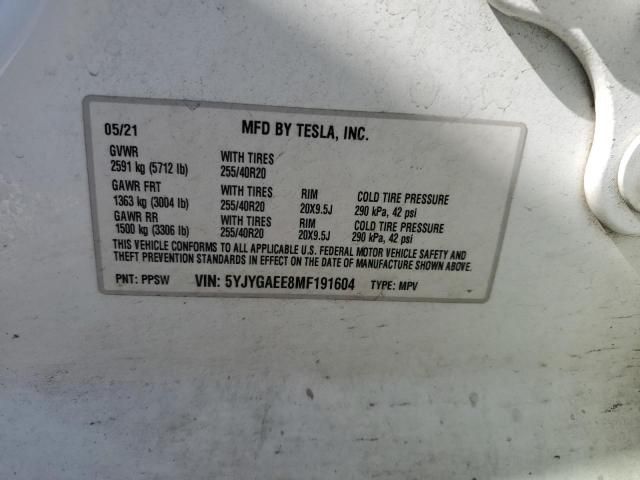 05/21 MFD BY TESLA, INC.
GVWR WITH TIRES
2591 kg (5712 lb) 255/40R20
GAWR FRT WITH TIRES RIM COLD TIRE PRESSURE
1363 kg (3004 lb) 255/40R20 20X9.5J 290 kPa, 42 psi
GAWR RR WITH TIRES RIM COLD TIRE PRESSURE
1500 kg (3306 lb) 255/40R20 20X9.5J 290 kPa, 42 psi
THIS VEHICLE CONFORMS TO ALL APPLICABLE U.S. FEDERAL MOTOR VEHICLE SAFETY AND
THEFT PREVENTION STANDARDS IN EFFECT ON THE DATE OF MANUFACTURE SHOWN ABOVE.
PNT: PPSW VIN: 5YJYGAEE8MF191604 TYPE: MPV